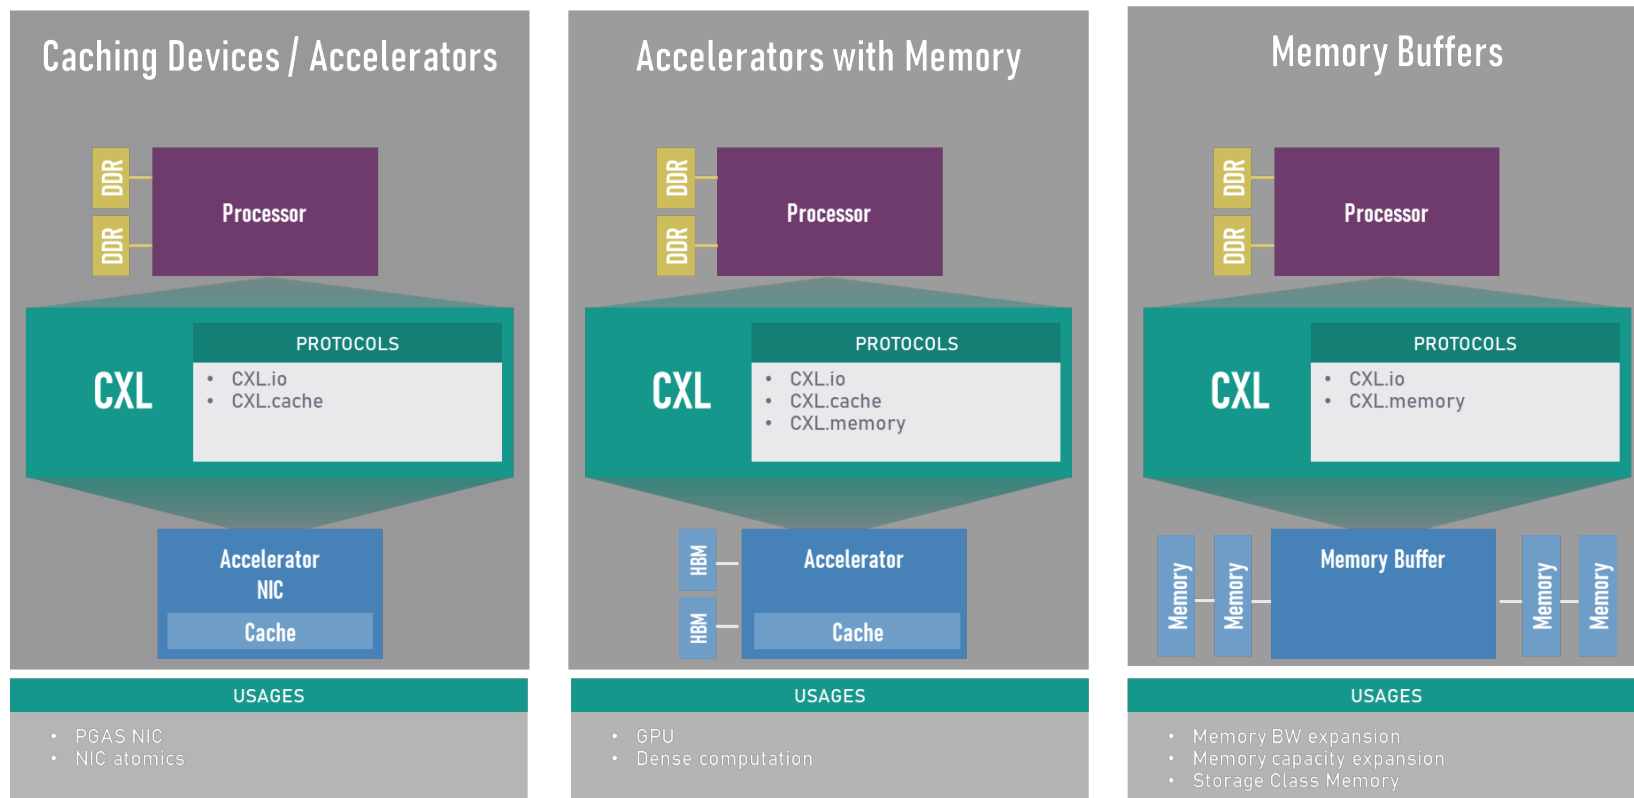 Caching Devices / Accelerators
DDR
DDR
Processor
CXL
PROTOCOLS
• CXL.io
• CXL.cache
Accelerator
NIC
Cache
USAGES
• PGAS NIC
• NIC atomics
Accelerators with Memory
DDR
DDR
Processor
CXL
PROTOCOLS
• CXL.io
• CXL.cache
• CXL.memory
HBM
HBM
Accelerator
Cache
USAGES
• GPU
• Dense computation
Memory Buffers
DDR
DDR
Processor
CXL
PROTOCOLS
• CXL.io
• CXL.memory
Memory
Memory
Memory Buffer
Memory
Memory
USAGES
• Memory BW expansion
• Memory capacity expansion
• Storage Class Memory